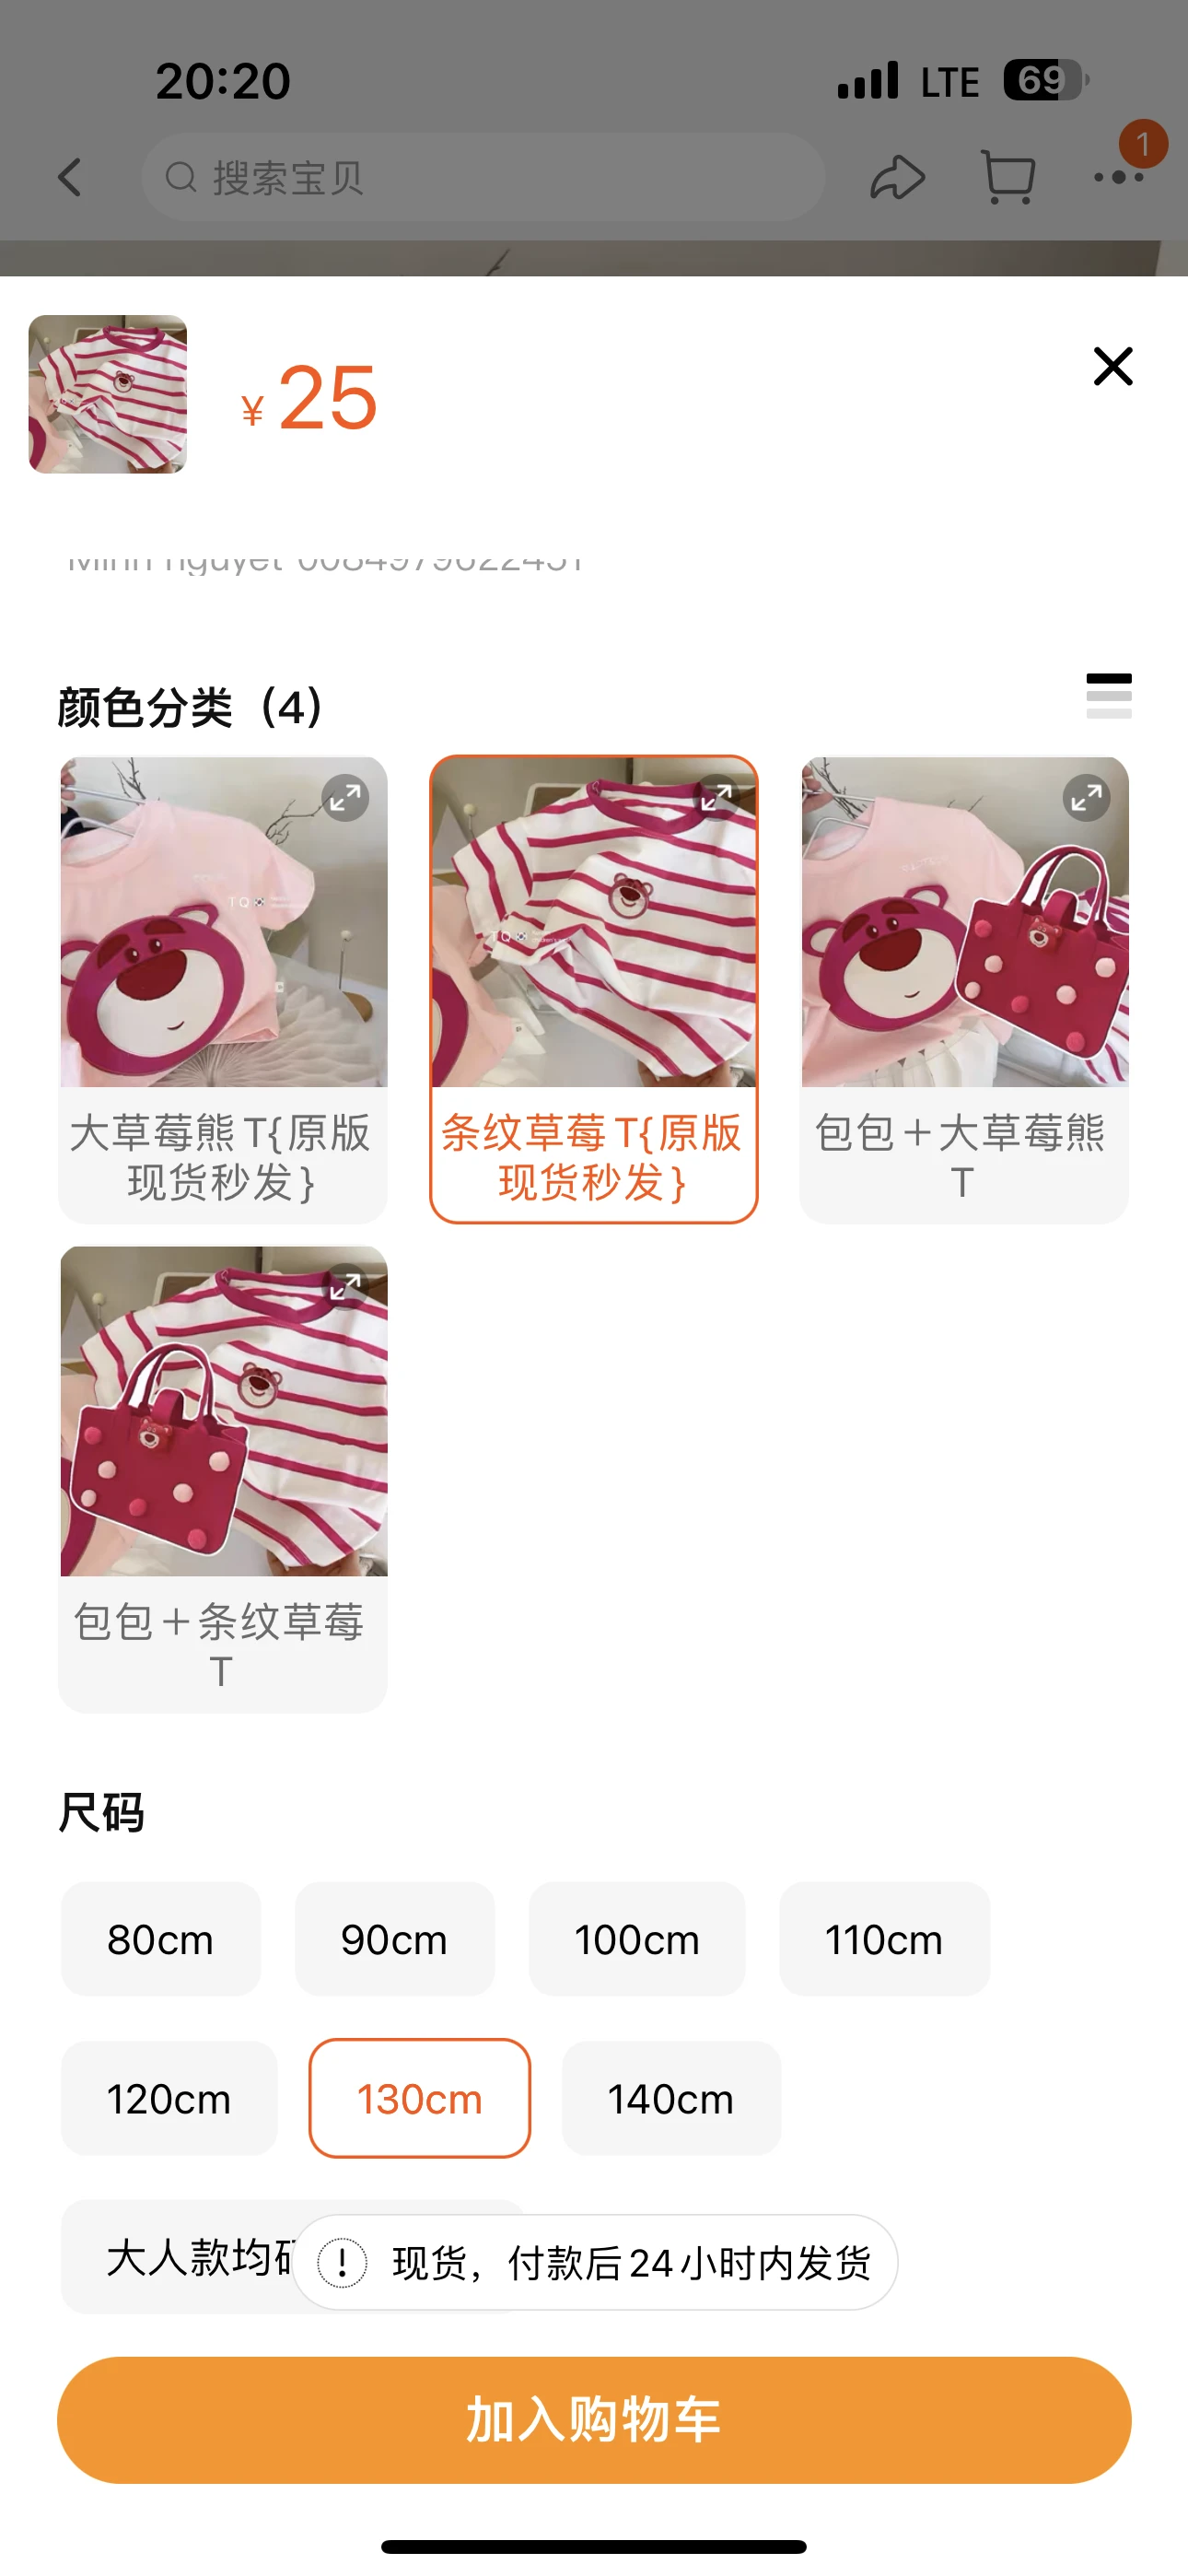 20:20
LTE
69
搜索宝贝
1
¥25
颜色分类（4）
TQ
TQ
大草莓熊T{原版
现货秒发}
条纹草莓T{原版
现货秒发}
包包＋大草莓熊
T
包包＋条纹草莓
T
尺码
80cm
90cm
100cm
110cm
120cm
130cm
140cm
大人款均
现货，付款后24小时内发货
加入购物车